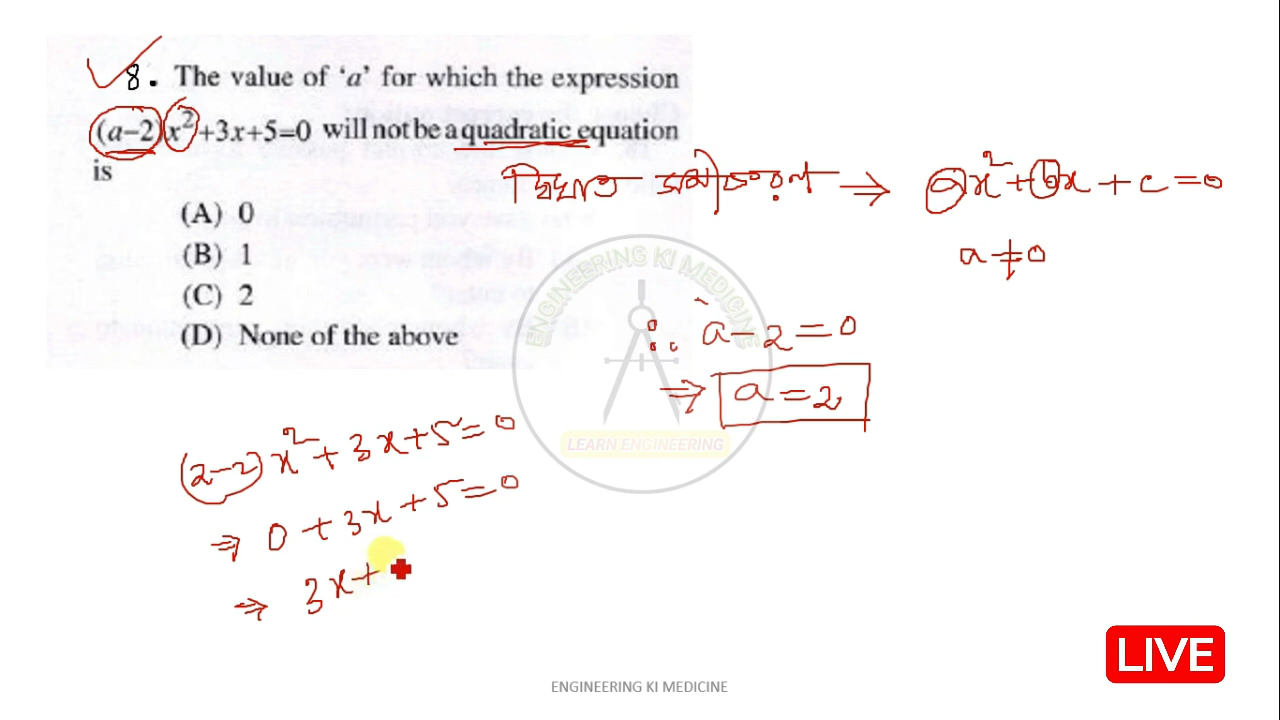 8. The value of ‘a’ for which the expression
(a−2)x²+3x+5=0 will not be a quadratic equation
is
(A) 0
(B) 1
(C) 2
(D) None of the above
দ্বিঘাত সমীকরণ ⇒ ax² + bx + c = 0
a ≠ 0
∴ a − 2 = 0
⇒ a = 2
(2−2)x² + 3x + 5 = 0
⇒ 0 + 3x + 5 = 0
⇒ 3x +
ENGINEERING KI MEDICINE
LEARN ENGINEERING
LIVE
ENGINEERING KI MEDICINE